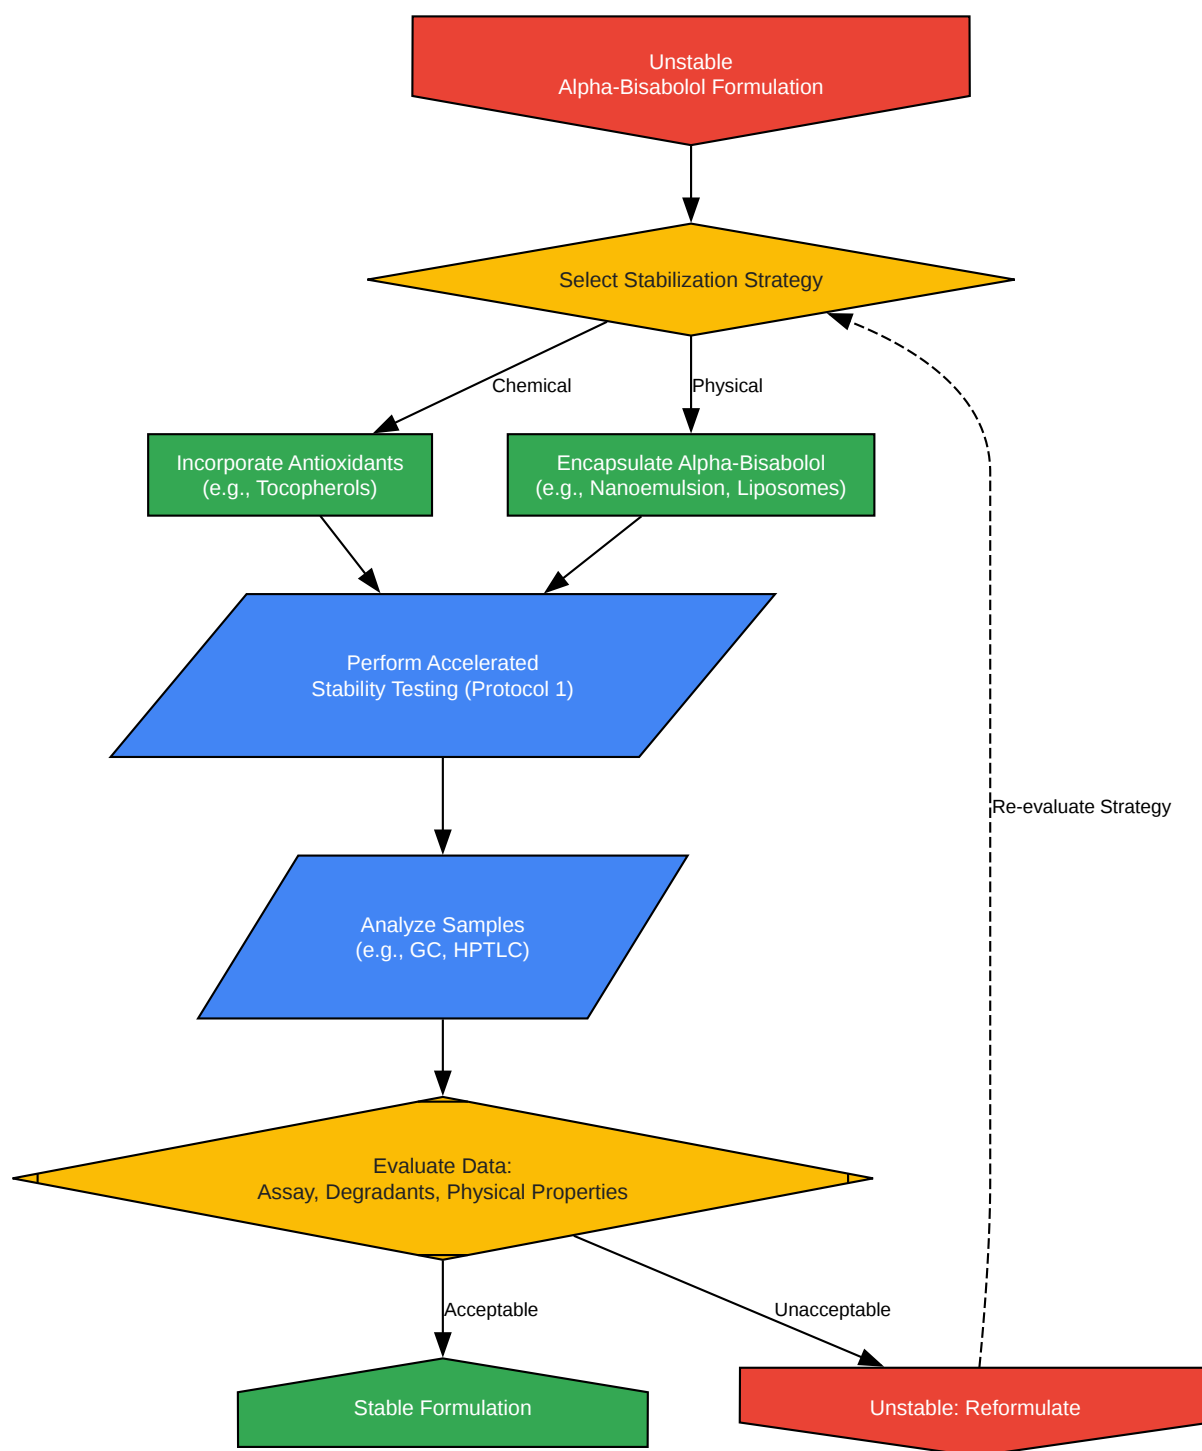 Unstable
Alpha-Bisabolol Formulation
Select Stabilization Strategy
Chemical
Physical
Incorporate Antioxidants
(e.g., Tocopherols)
Encapsulate Alpha-Bisabolol
(e.g., Nanoemulsion, Liposomes)
Perform Accelerated
Stability Testing (Protocol 1)
Re-evaluate Strategy
Analyze Samples
(e.g., GC, HPTLC)
Evaluate Data:
Assay, Degradants, Physical Properties
Acceptable
Unacceptable
Stable Formulation
Unstable: Reformulate